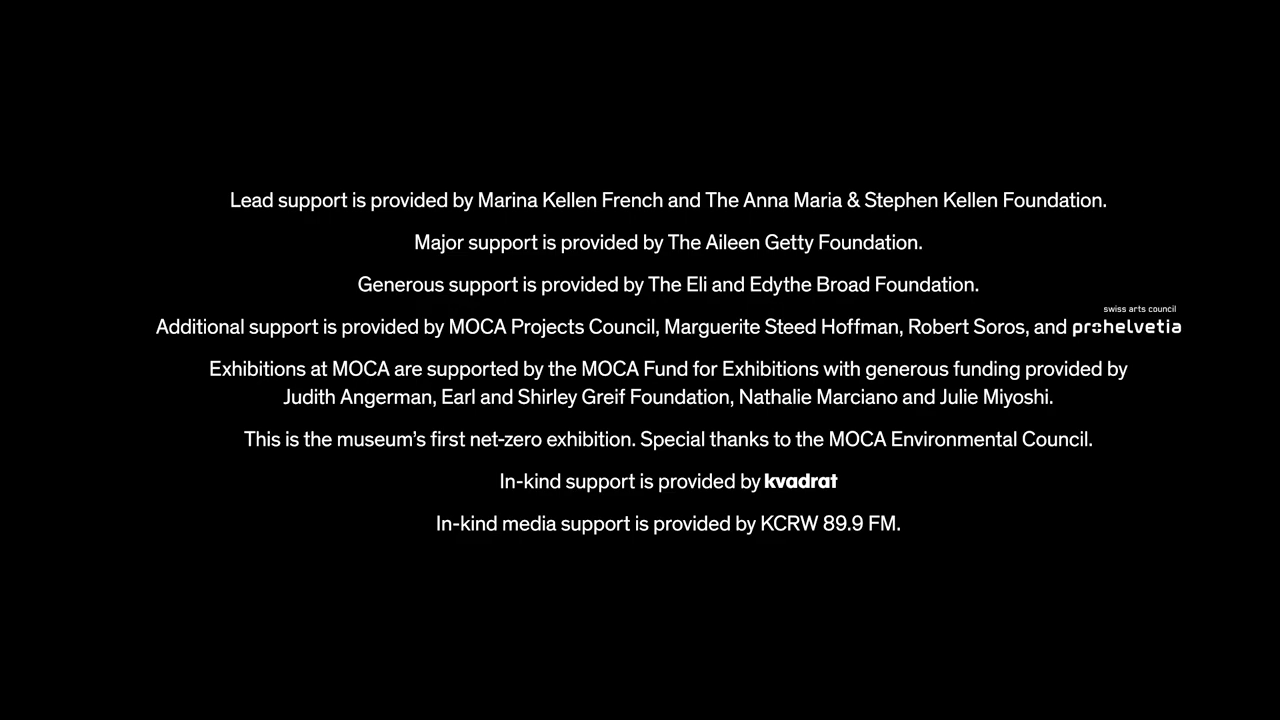 Lead support is provided by Marina Kellen French and The Anna Maria & Stephen Kellen Foundation.
Major support is provided by The Aileen Getty Foundation.
Generous support is provided by The Eli and Edythe Broad Foundation.
Additional support is provided by MOCA Projects Council, Marguerite Steed Hoffman, Robert Soros, and swiss arts council prohelvetia
Exhibitions at MOCA are supported by the MOCA Fund for Exhibitions with generous funding provided by
Judith Angerman, Earl and Shirley Greif Foundation, Nathalie Marciano and Julie Miyoshi.
This is the museum’s first net-zero exhibition. Special thanks to the MOCA Environmental Council.
In-kind support is provided by kvadrat
In-kind media support is provided by KCRW 89.9 FM.